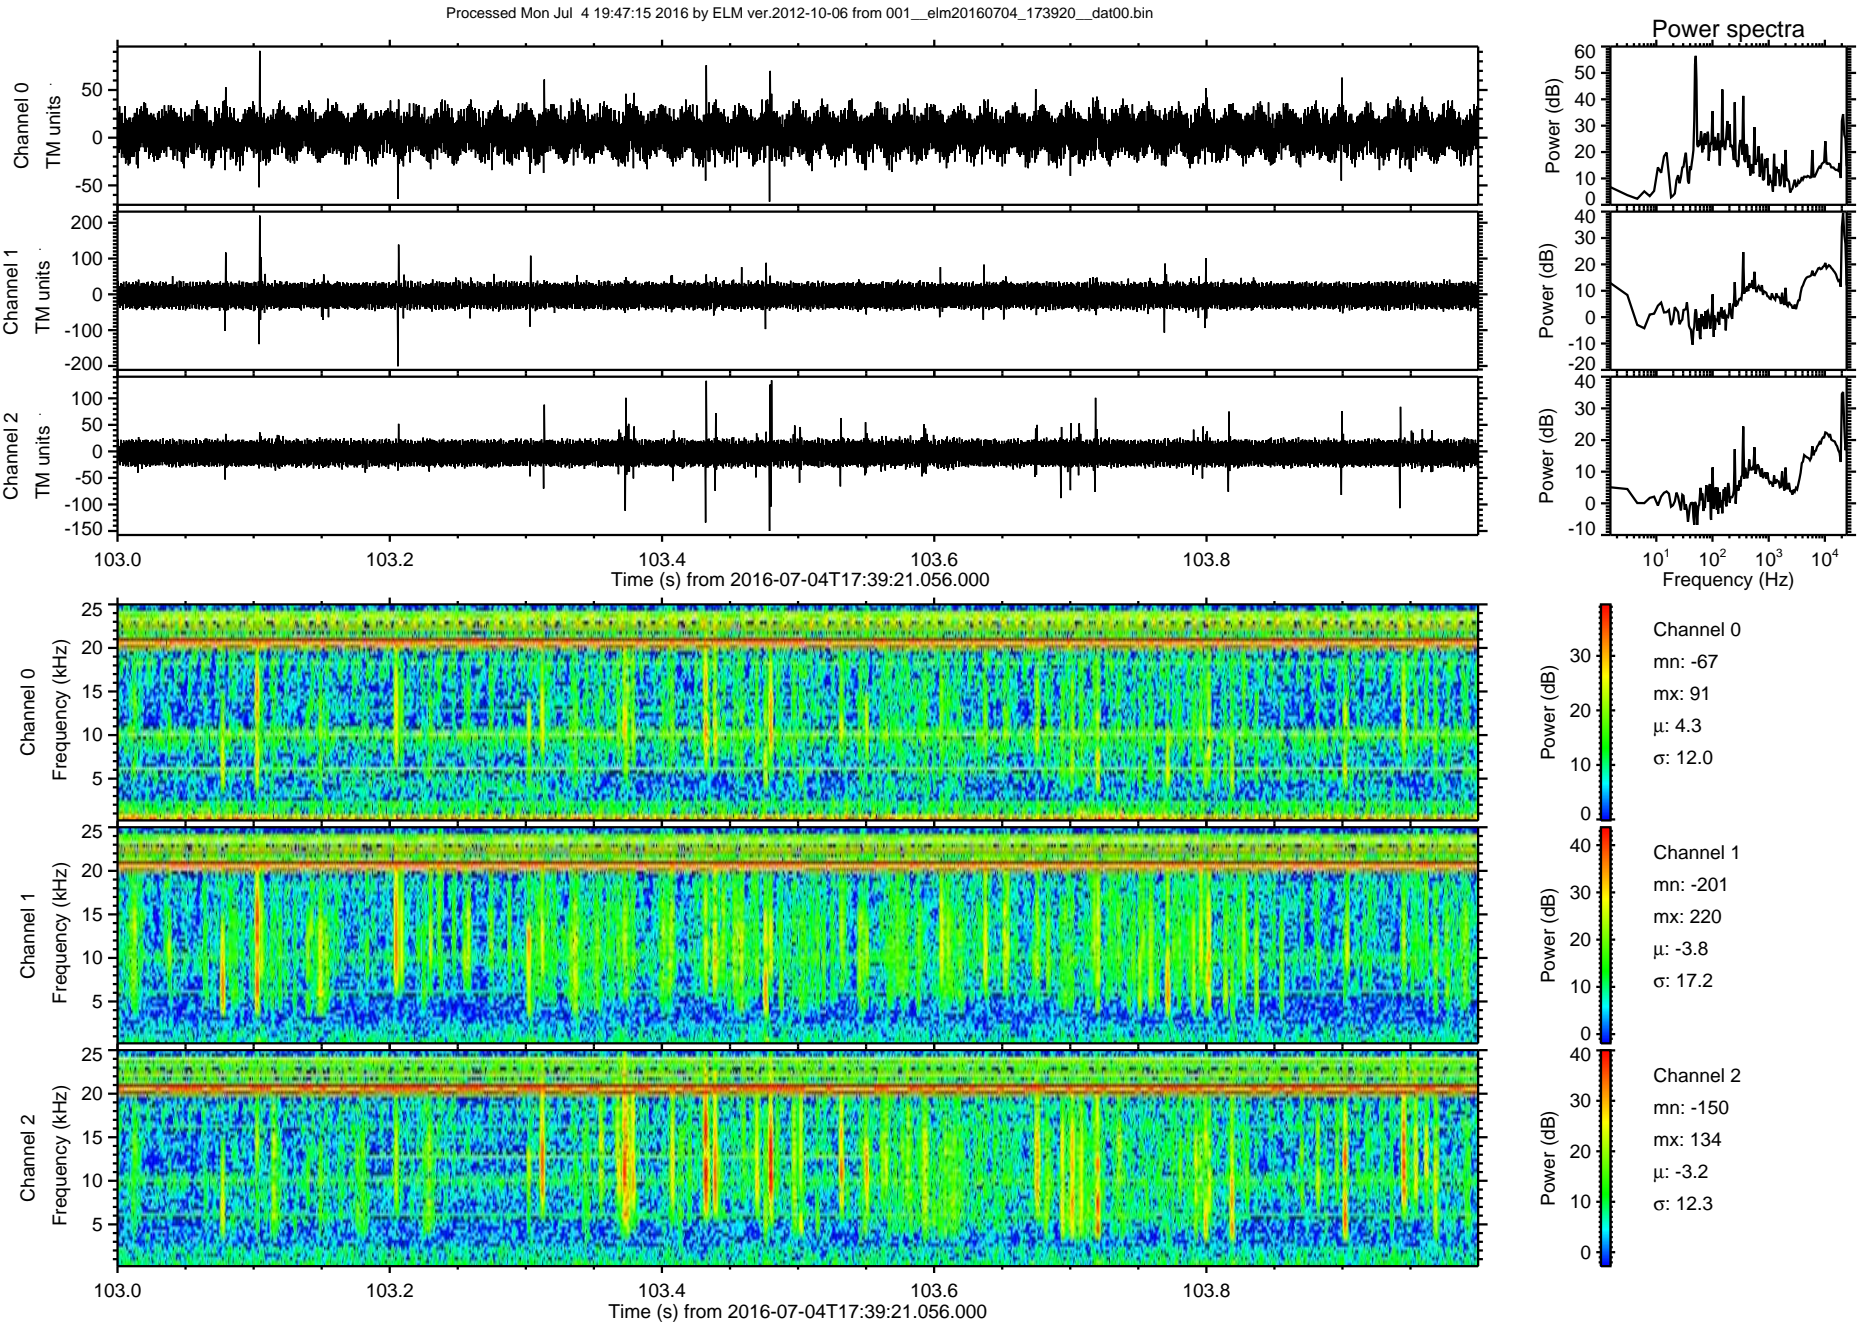 Processed Mon Jul  4 19:47:15 2016 by ELM ver.2012-10-06 from 001__elm20160704_173920__dat00.bin
Power spectra
Channel 0
TM units
50
0
-50
Power (dB)
60
50
40
30
20
10
0
Channel 1
TM units
200
100
0
-100
-200
Power (dB)
40
30
20
10
0
-10
-20
Channel 2
TM units
100
50
0
-50
-100
-150
Power (dB)
40
30
20
10
0
-10
103.0 103.2 103.4 103.6 103.8
Time (s) from 2016-07-04T17:39:21.056.000
10¹ 10² 10³ 10⁴
Frequency (Hz)
Channel 0
Frequency (kHz)
25
20
15
10
5
Power (dB)
30
20
10
0
Channel 0
mn: -67
mx: 91
μ: 4.3
σ: 12.0
Channel 1
Frequency (kHz)
25
20
15
10
5
Power (dB)
40
30
20
10
0
Channel 1
mn: -201
mx: 220
μ: -3.8
σ: 17.2
Channel 2
Frequency (kHz)
25
20
15
10
5
Power (dB)
40
30
20
10
0
Channel 2
mn: -150
mx: 134
μ: -3.2
σ: 12.3
103.0 103.2 103.4 103.6 103.8
Time (s) from 2016-07-04T17:39:21.056.000